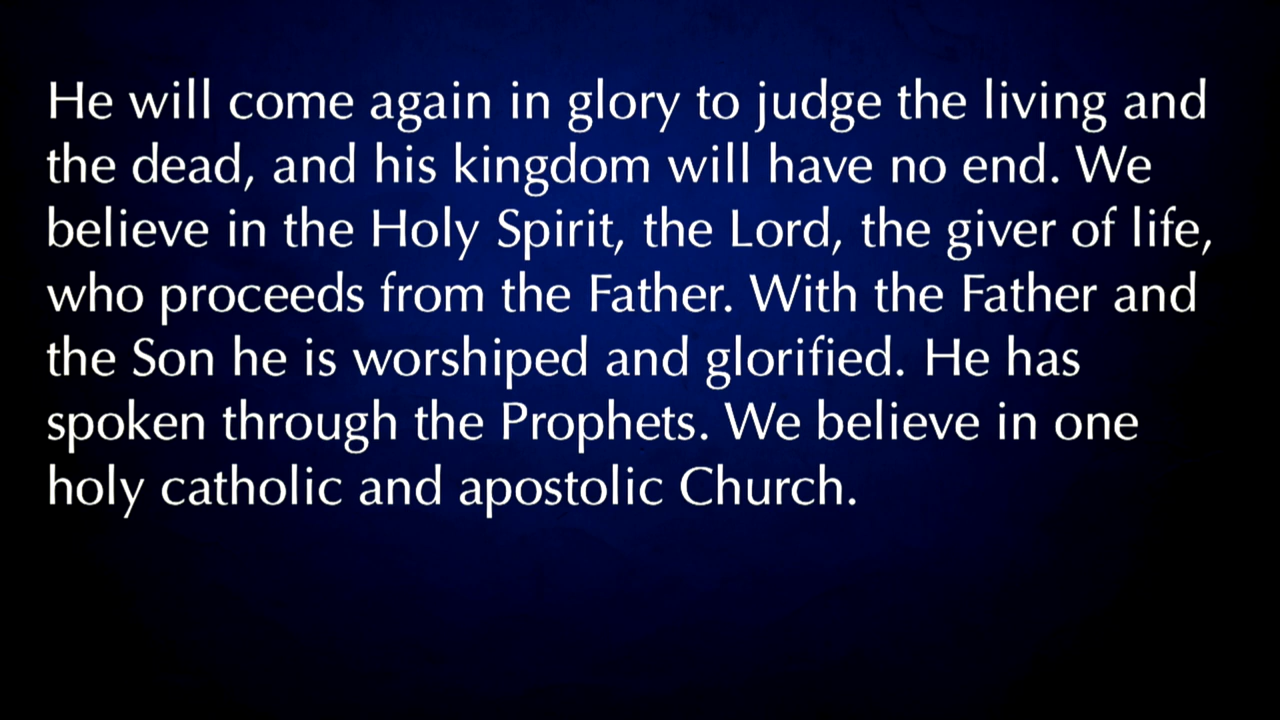 He will come again in glory to judge the living and
the dead, and his kingdom will have no end. We
believe in the Holy Spirit, the Lord, the giver of life,
who proceeds from the Father. With the Father and
the Son he is worshiped and glorified. He has
spoken through the Prophets. We believe in one
holy catholic and apostolic Church.